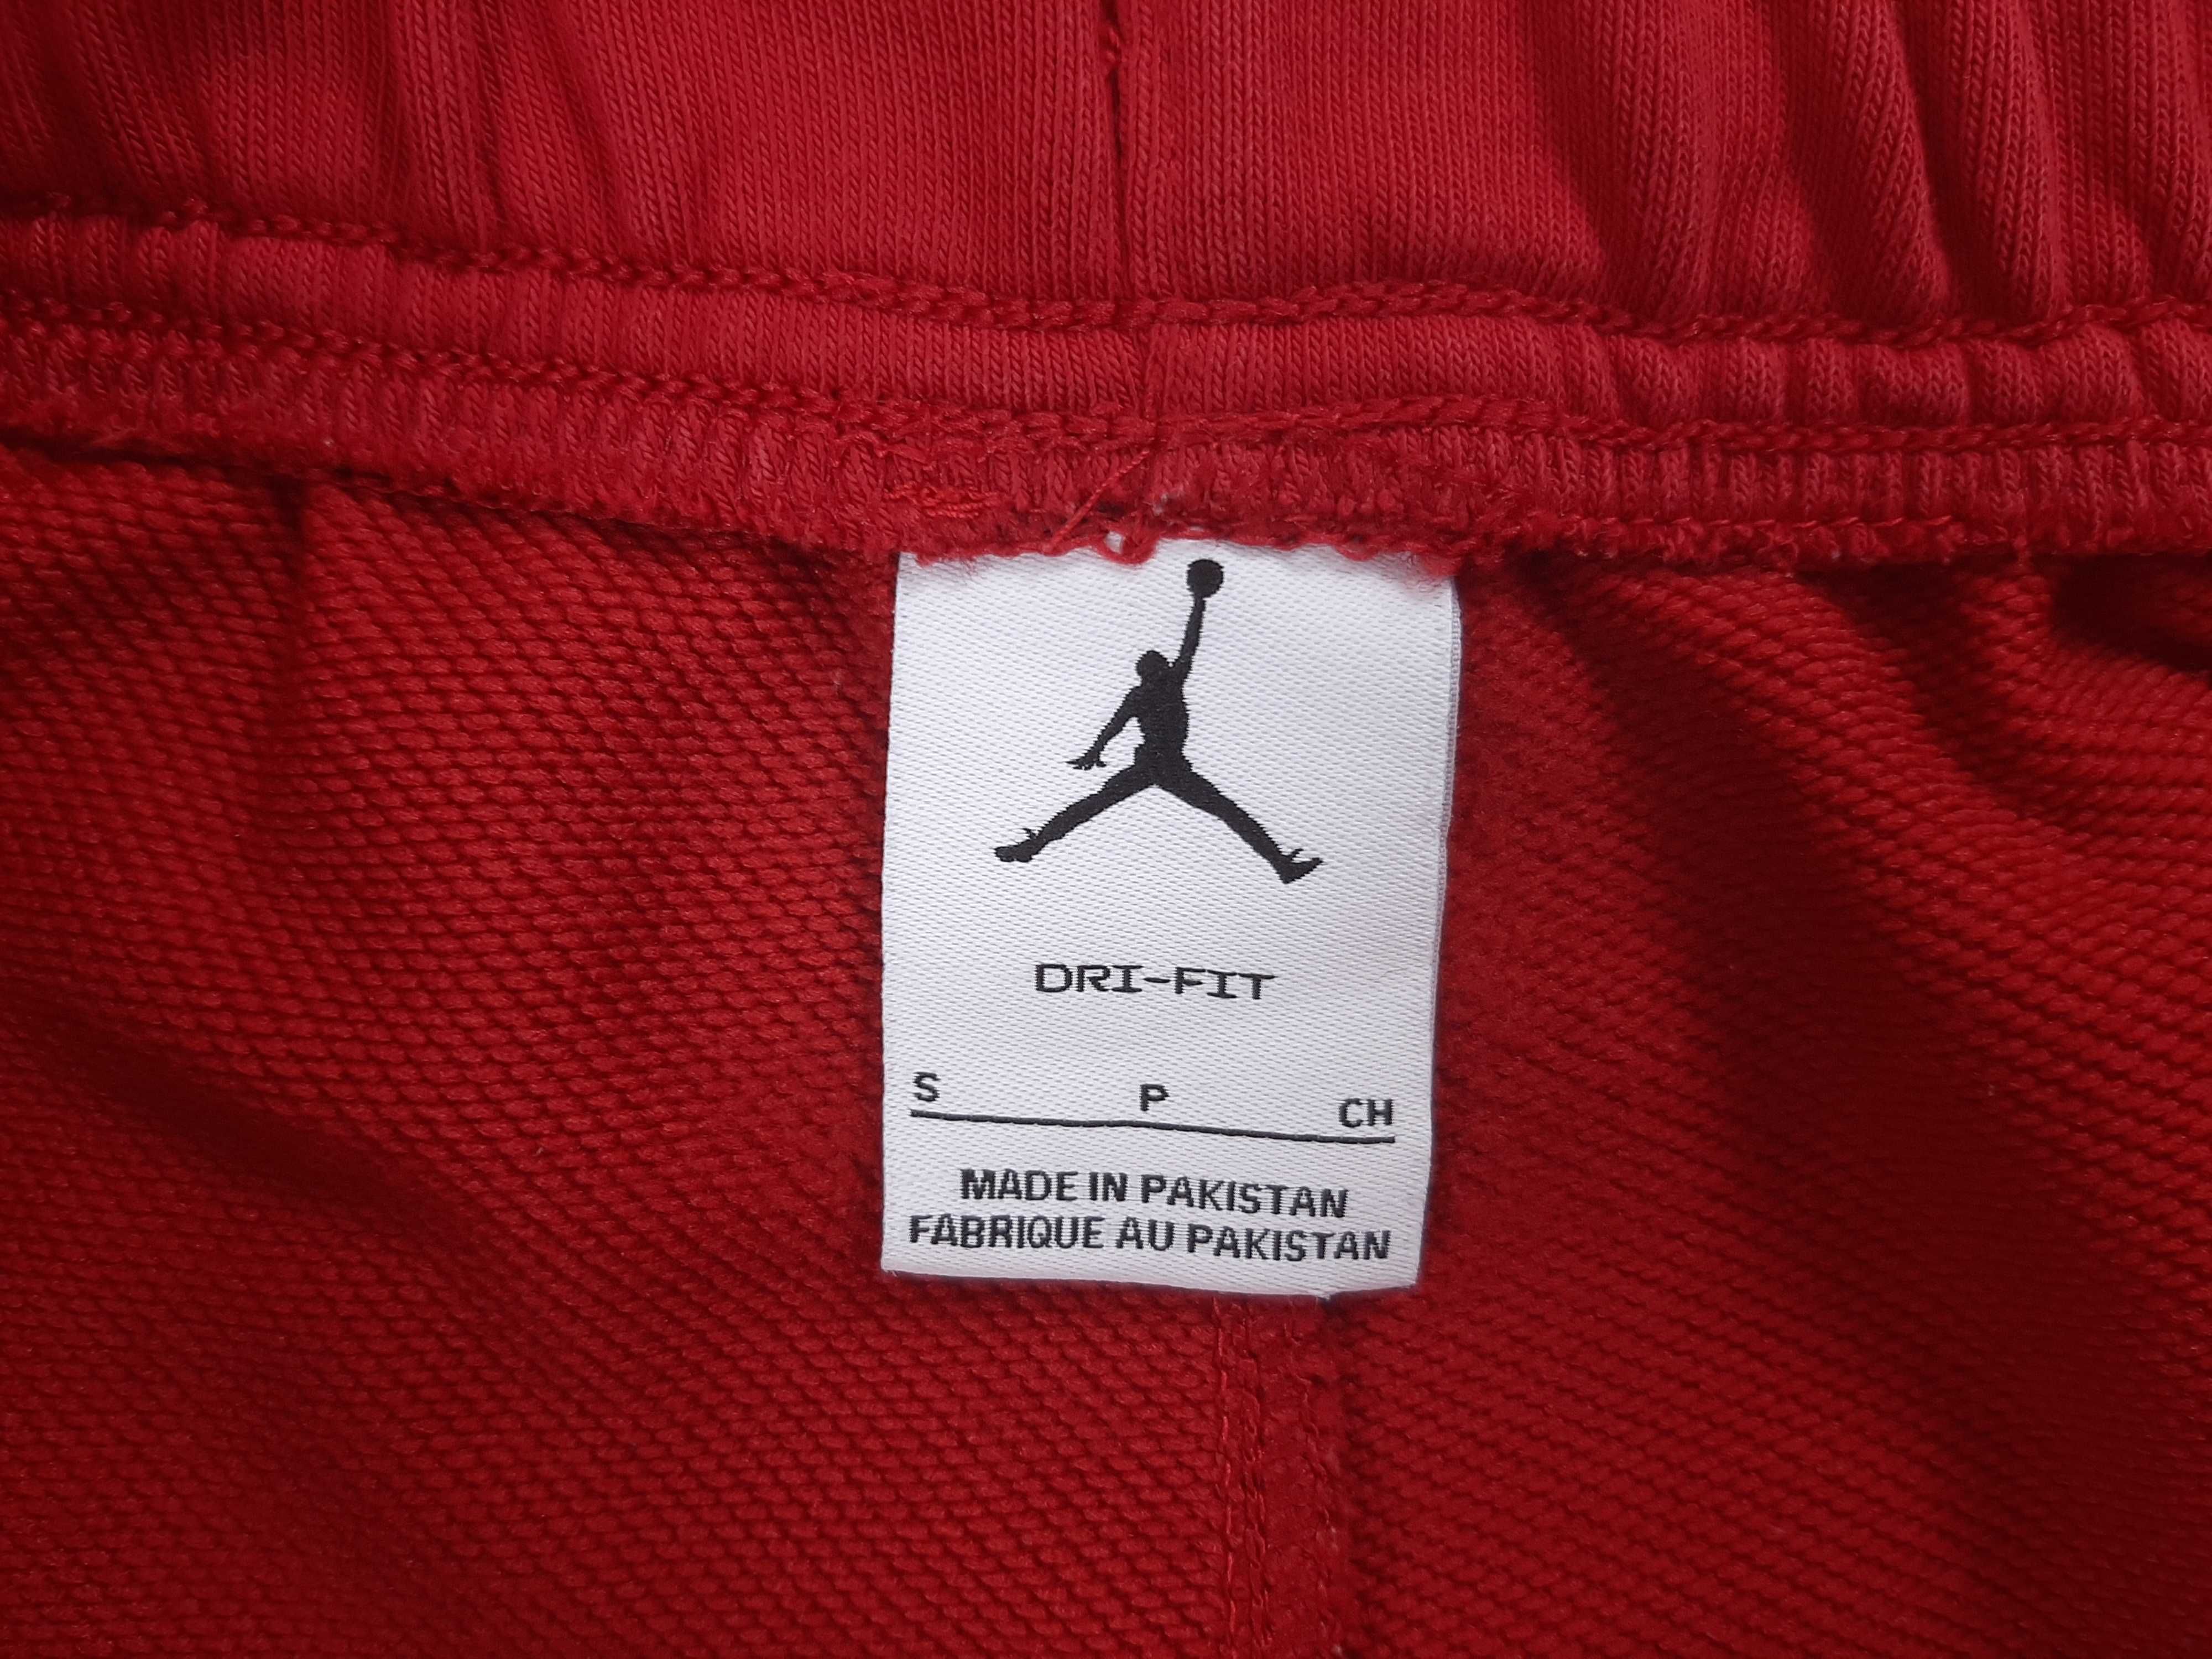 DRI-FIT
S P CH
MADE IN PAKISTAN
FABRIQUE AU PAKISTAN